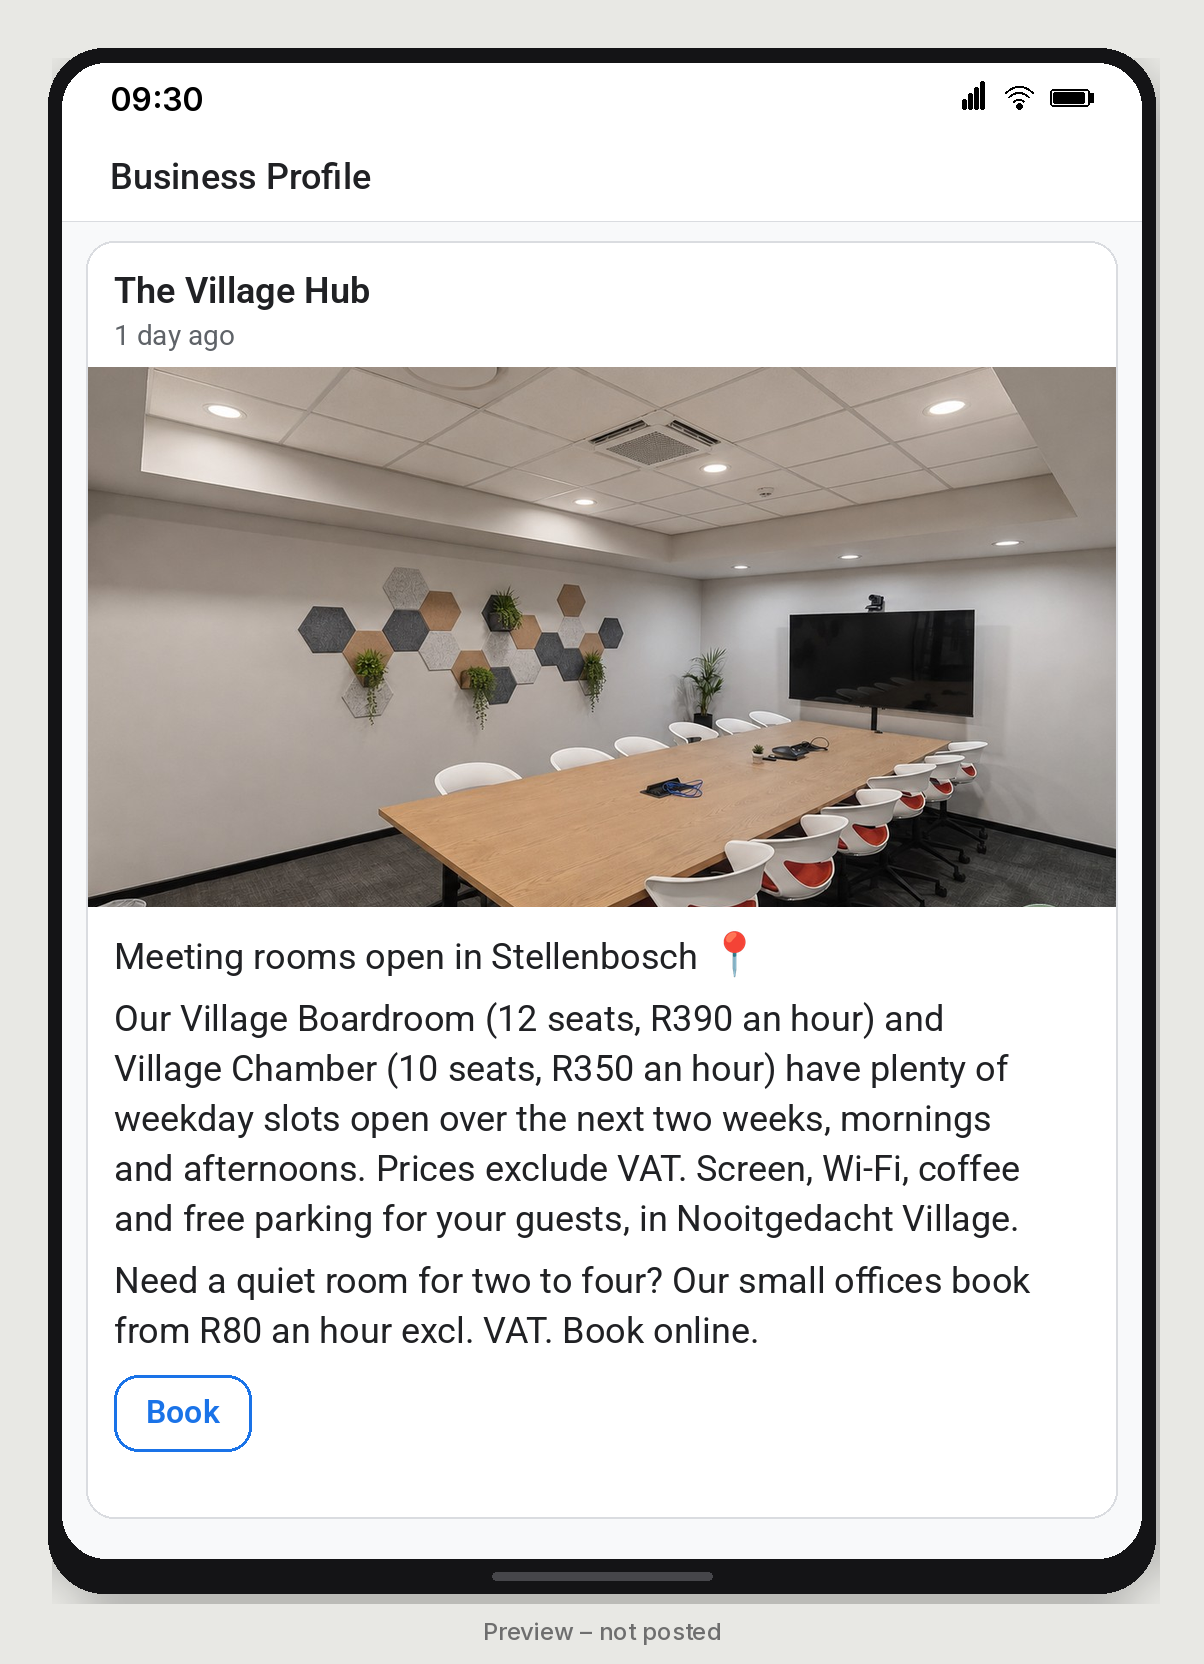 09:30
Business Profile
The Village Hub
1 day ago
Meeting rooms open in Stellenbosch 📍
Our Village Boardroom (12 seats, R390 an hour) and
Village Chamber (10 seats, R350 an hour) have plenty of
weekday slots open over the next two weeks, mornings
and afternoons. Prices exclude VAT. Screen, Wi-Fi, coffee
and free parking for your guests, in Nooitgedacht Village.
Need a quiet room for two to four? Our small offices book
from R80 an hour excl. VAT. Book online.
Book
Preview – not posted